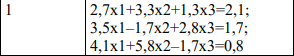 1
2,7x1+3,3x2+1,3x3=2,1;
3,5x1–1,7x2+2,8x3=1,7;
4,1x1+5,8x2–1,7x3=0,8